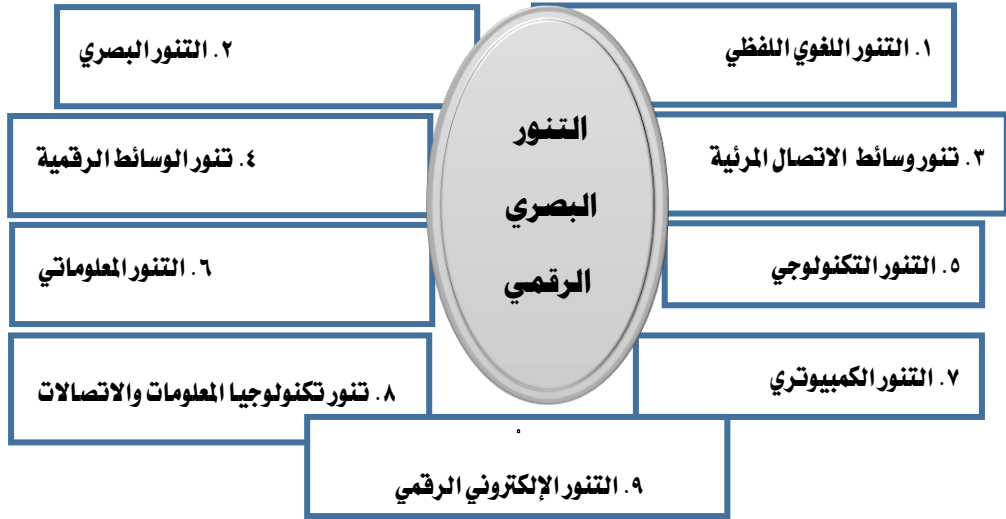 ١. التنور اللغوي اللفظي
٢. التنور البصري
التنور
البصري
الرقمي
٣. تنور وسائط الاتصال المرئية
٤. تنور الوسائط الرقمية
٥. التنور التكنولوجي
٦. التنور المعلوماتي
٧. التنور الكمبيوتري
٨. تنور تكنولوجيا المعلومات والاتصالات
٩. التنور الإلكتروني الرقمي